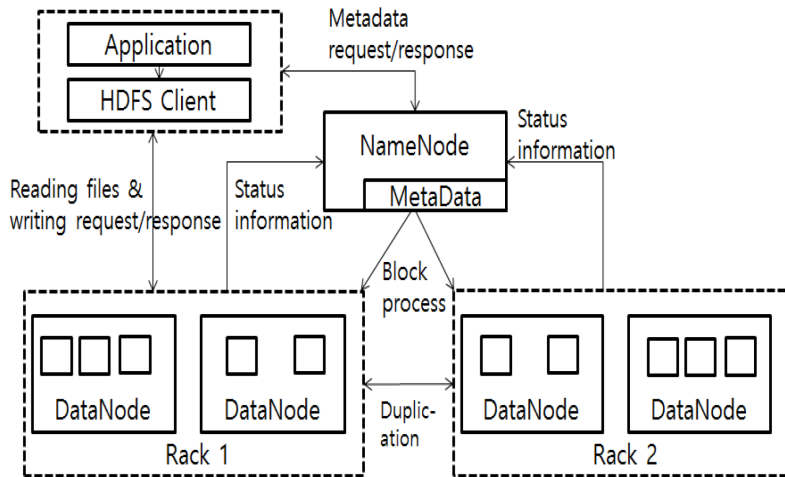 Application
HDFS Client
Metadata
request/response
NameNode
MetaData
Status
information
Reading files &
writing request/response
Status
information
Block
process
DataNode
DataNode
Rack 1
Duplic-
ation
DataNode
DataNode
Rack 2